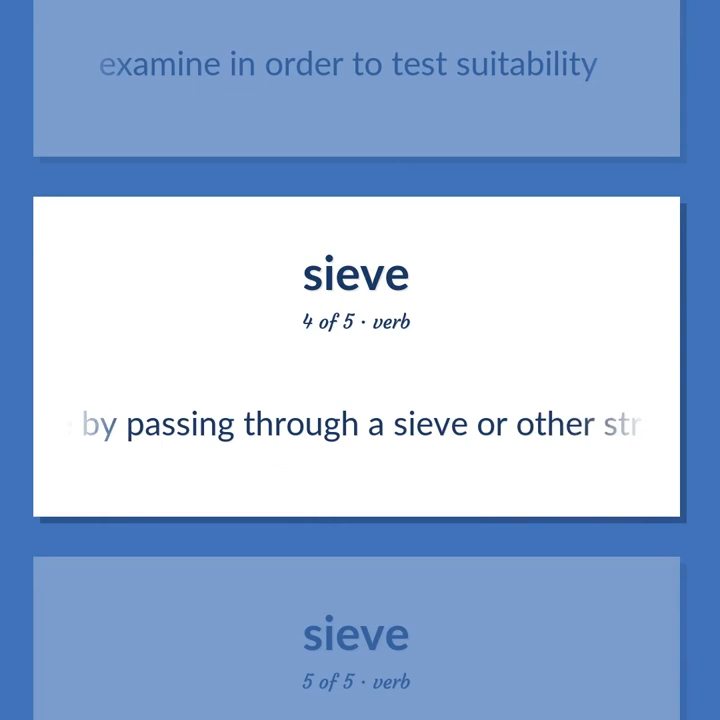 examine in order to test suitability
sieve
4 of 5 · verb
by passing through a sieve or other
sieve
5 of 5 · verb